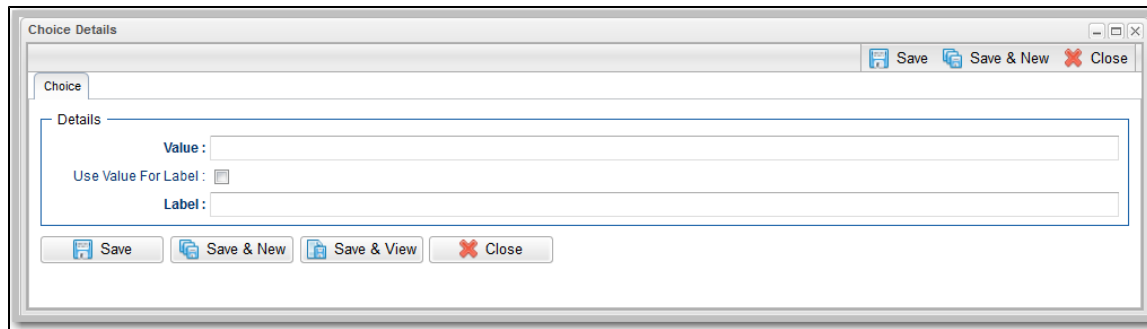 Choice Details
Save Save & New Close
Choice
Details
Value :
Use Value For Label :
Label :
Save Save & New Save & View Close